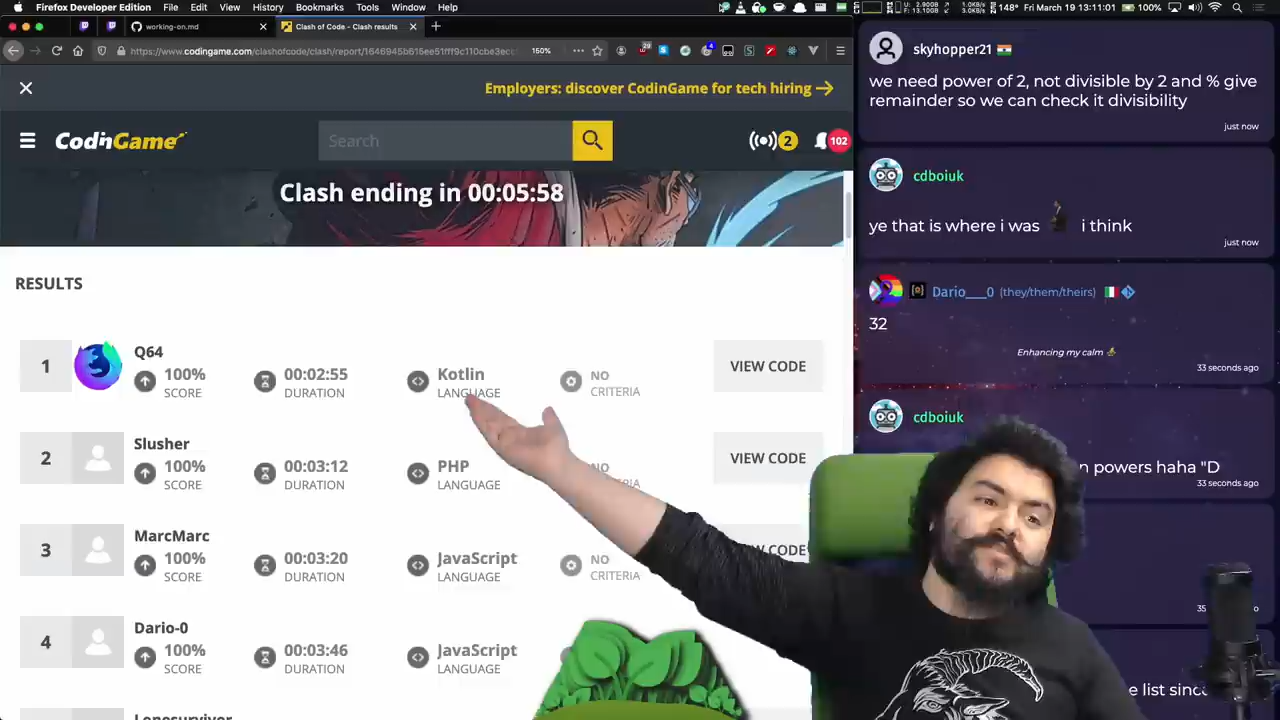 Firefox Developer Edition File Edit View History Bookmarks Tools Window Help
148° Fri March 19 13:11:01 100%
working-on.md
Clash of Code - Clash results
https://www.codingame.com/clashofcode/clash/report/1646945b515ee51ff9c110cbe3ect
150%
Employers: discover CodinGame for tech hiring
CodinGame
Search
2
102
Clash ending in 00:05:58
RESULTS
1
Q64
100%
SCORE
00:02:55
DURATION
Kotlin
LANGUAGE
NO
CRITERIA
VIEW CODE
2
Slusher
100%
SCORE
00:03:12
DURATION
PHP
LANGUAGE
NO
CRITERIA
VIEW CODE
3
MarcMarc
100%
SCORE
00:03:20
DURATION
JavaScript
LANGUAGE
NO
CRITERIA
CODE
4
Dario-0
100%
SCORE
00:03:46
DURATION
JavaScript
LANGUAGE
skyhopper21
we need power of 2, not divisible by 2 and % give
remainder so we can check it divisibility
just now
cdboiuk
ye that is where i was i think
just now
Dario___0 (they/them/theirs)
32
Enhancing my calm
33 seconds ago
cdboiuk
n powers haha "D
33 seconds ago
e list sinc